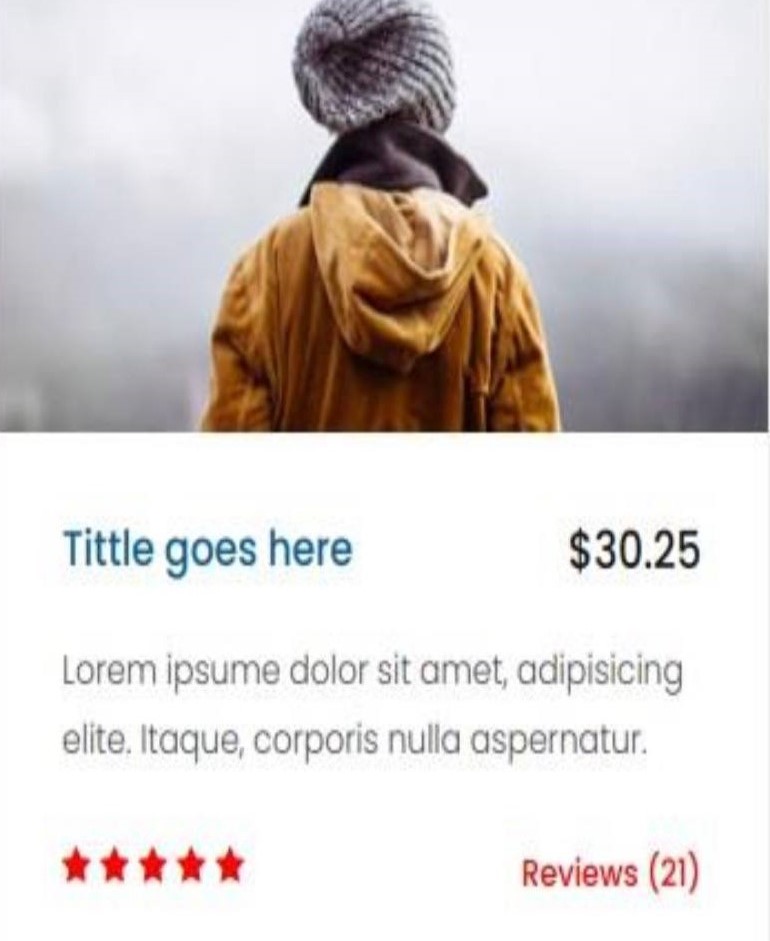 Tittle goes here $30.25
Lorem ipsume dolor sit amet, adipisicing
elite. Itaque, corporis nulla aspernatur.
Reviews (21)